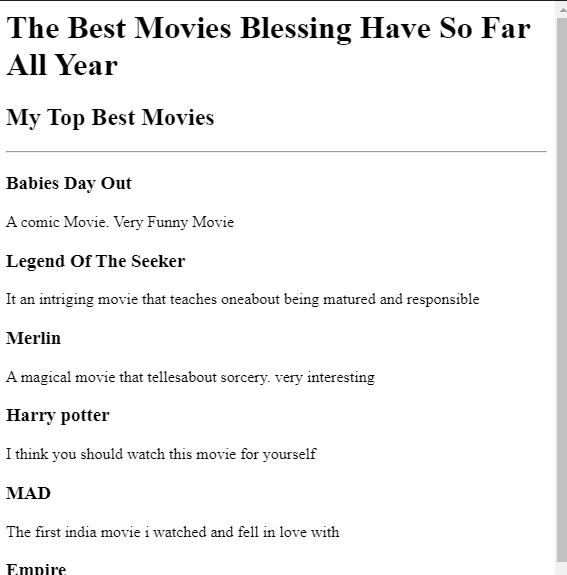 The Best Movies Blessing Have So Far
All Year
My Top Best Movies
Babies Day Out
A comic Movie. Very Funny Movie
Legend Of The Seeker
It an intriging movie that teaches oneabout being matured and responsible
Merlin
A magical movie that tellesabout sorcery. very interesting
Harry potter
I think you should watch this movie for yourself
MAD
The first india movie i watched and fell in love with
Empire